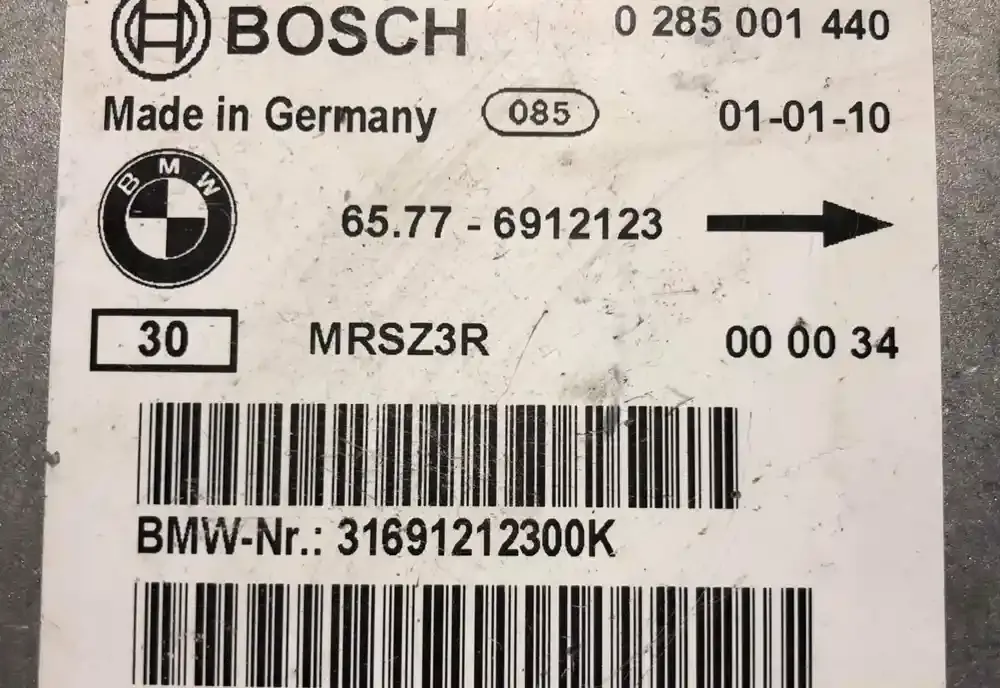 BOSCH 0 285 001 440
Made in Germany 085 01-01-10
BMW
65.77 - 6912123
30 MRSZ3R 00 00 34
BMW-Nr.: 31691212300K